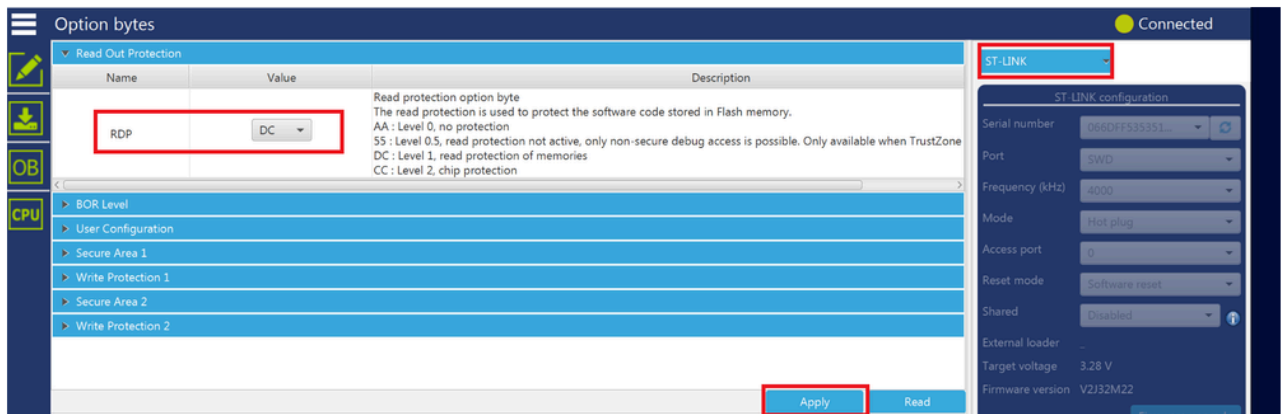 Option bytes
Connected
Read Out Protection
Name Value Description
RDP
DC
Read protection option byte
The read protection is used to protect the software code stored in Flash memory.
AA : Level 0, no protection
55 : Level 0.5, read protection not active, only non-secure debug access is possible. Only available when TrustZone
DC : Level 1, read protection of memories
CC : Level 2, chip protection
OB
CPU
BOR Level
User Configuration
Secure Area 1
Write Protection 1
Secure Area 2
Write Protection 2
Apply Read
ST-LINK
ST-LINK configuration
Serial number 066DFF535351...
Port SWD
Frequency (kHz) 4000
Mode Hot plug
Access port 0
Reset mode Software reset
Shared Disabled
External loader _
Target voltage 3.28 V
Firmware version V2J32M22